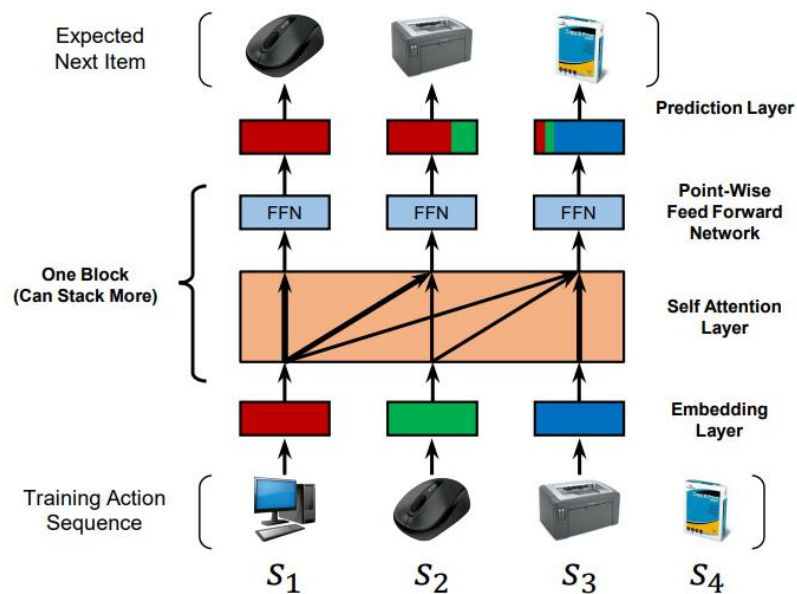 Expected
Next Item
Prediction Layer
FFN
FFN
FFN
Point-Wise
Feed Forward
Network
One Block
(Can Stack More)
Self Attention
Layer
Embedding
Layer
Training Action
Sequence
S1
S2
S3
S4